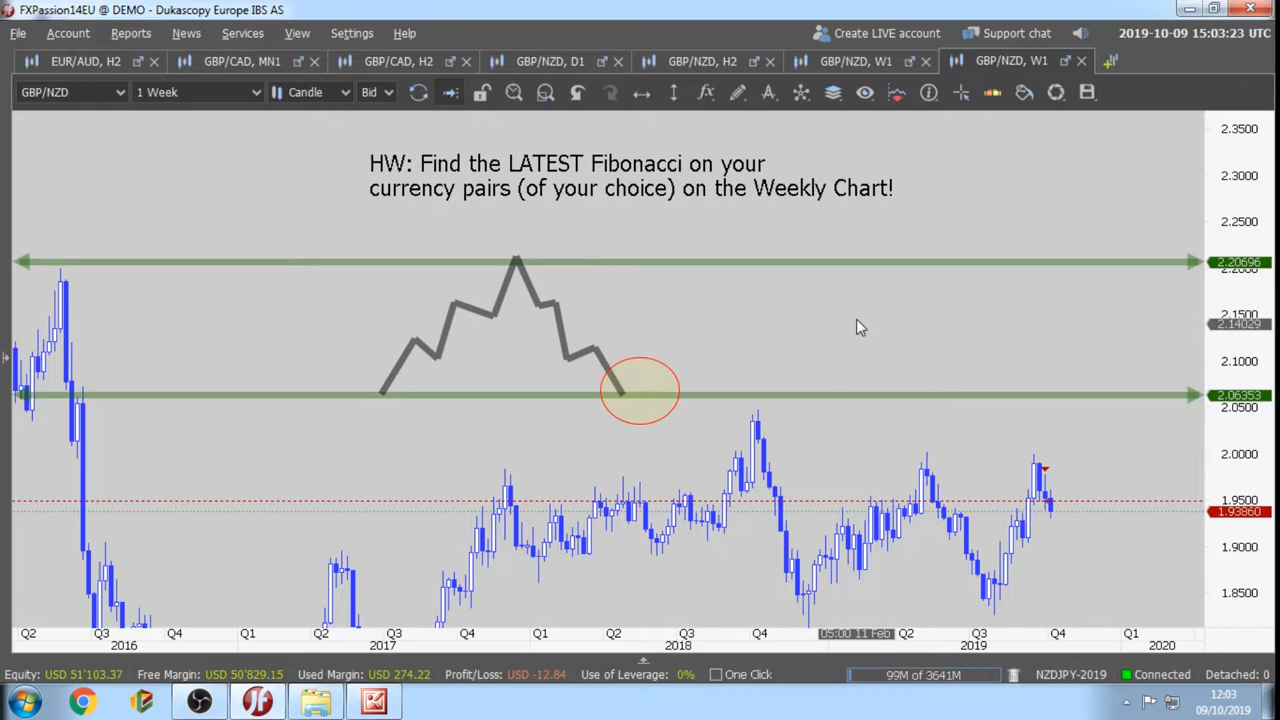 FXPassion14EU @ DEMO - Dukascopy Europe IBS AS
File Account Reports News Services View Settings Help Create LIVE account Support chat 2019-10-09 15:03:23 UTC
EUR/AUD, H2 GBP/CAD, MN1 GBP/CAD, H2 GBP/NZD, D1 GBP/NZD, H2 GBP/NZD, W1 GBP/NZD, W1
GBP/NZD 1 Week Candle Bid
2.3500
HW: Find the LATEST Fibonacci on your
currency pairs (of your choice) on the Weekly Chart!
2.3000
2.2500
2.20696
2.2000
2.1500
2.14029
2.1000
2.06353
2.0500
2.0000
1.9500
1.93860
1.9000
1.8500
Q2 Q3 Q4 Q1 Q2 Q3 Q4 Q1 Q2 Q3 Q4 05:00 11 Feb Q2 Q3 Q4 Q1
2016 2017 2018 2019 2020
Equity: USD 51'103.37 Free Margin: USD 50'829.15 Used Margin: USD 274.22 Profit/Loss: USD -12.84 Use of Leverage: 0% One Click 99M of 3641M NZDJPY-2019 Connected Detached: 0
12:03
09/10/2019